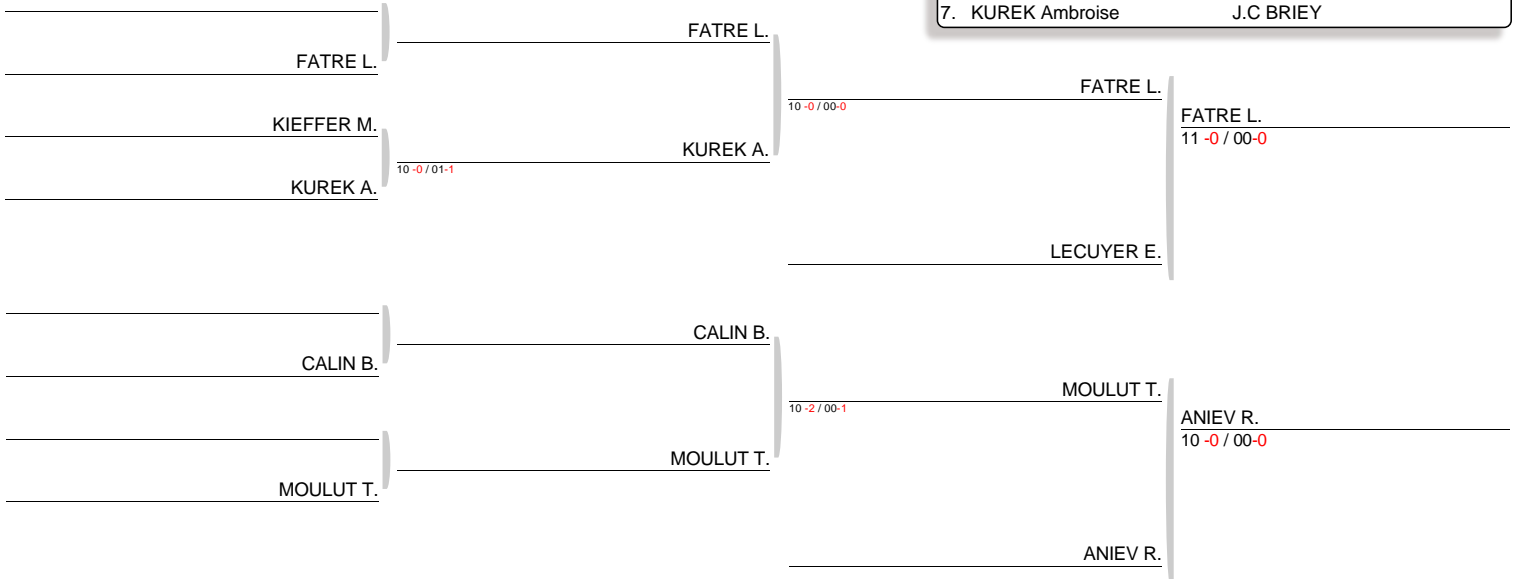 7. KUREK Ambroise J.C BRIEY
FATRE L.
FATRE L.
KIEFFER M.
KUREK A.
10 -0 / 01-1
KUREK A.
FATRE L.
10 -0 / 00-0
LECUYER E.
FATRE L.
11 -0 / 00-0
CALIN B.
CALIN B.
MOULUT T.
MOULUT T.
MOULUT T.
10 -2 / 00-1
ANIEV R.
ANIEV R.
10 -0 / 00-0